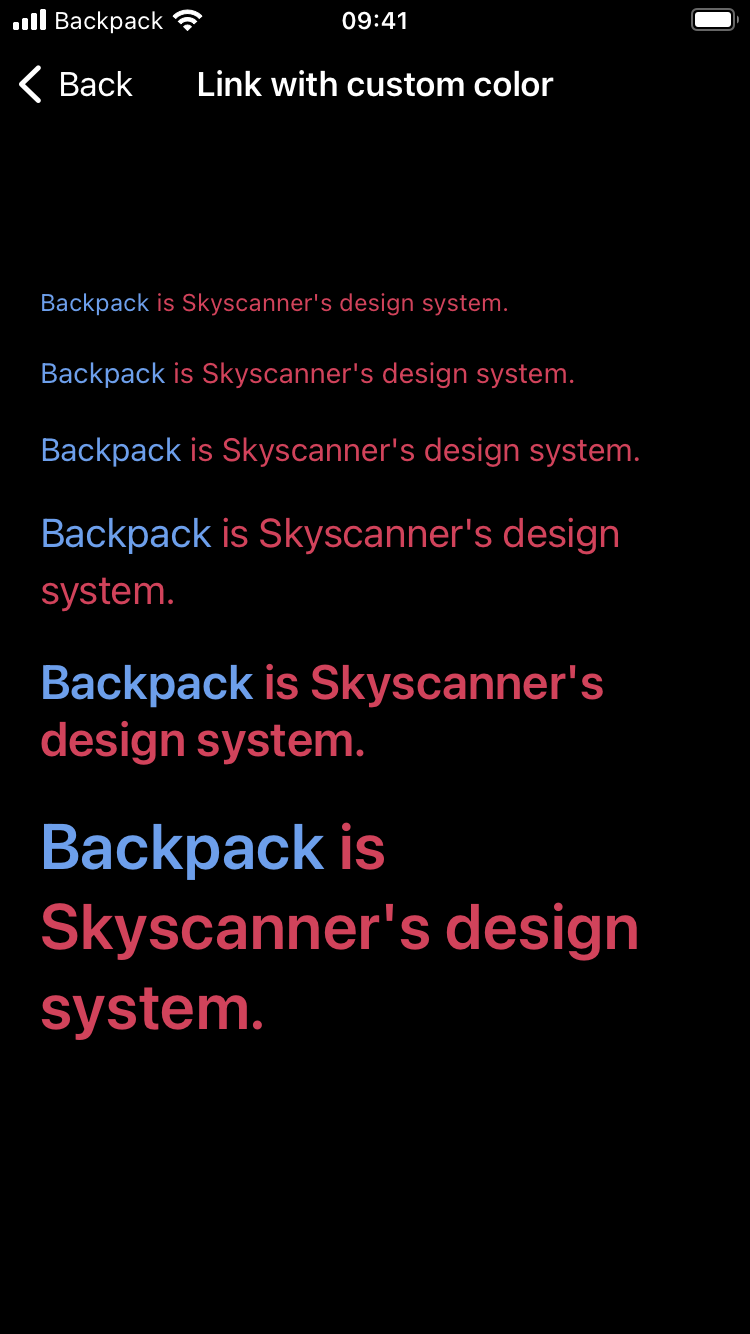 Backpack 09:41
Back Link with custom color
Backpack is Skyscanner's design system.
Backpack is Skyscanner's design system.
Backpack is Skyscanner's design system.
Backpack is Skyscanner's design
system.
Backpack is Skyscanner's
design system.
Backpack is
Skyscanner's design
system.